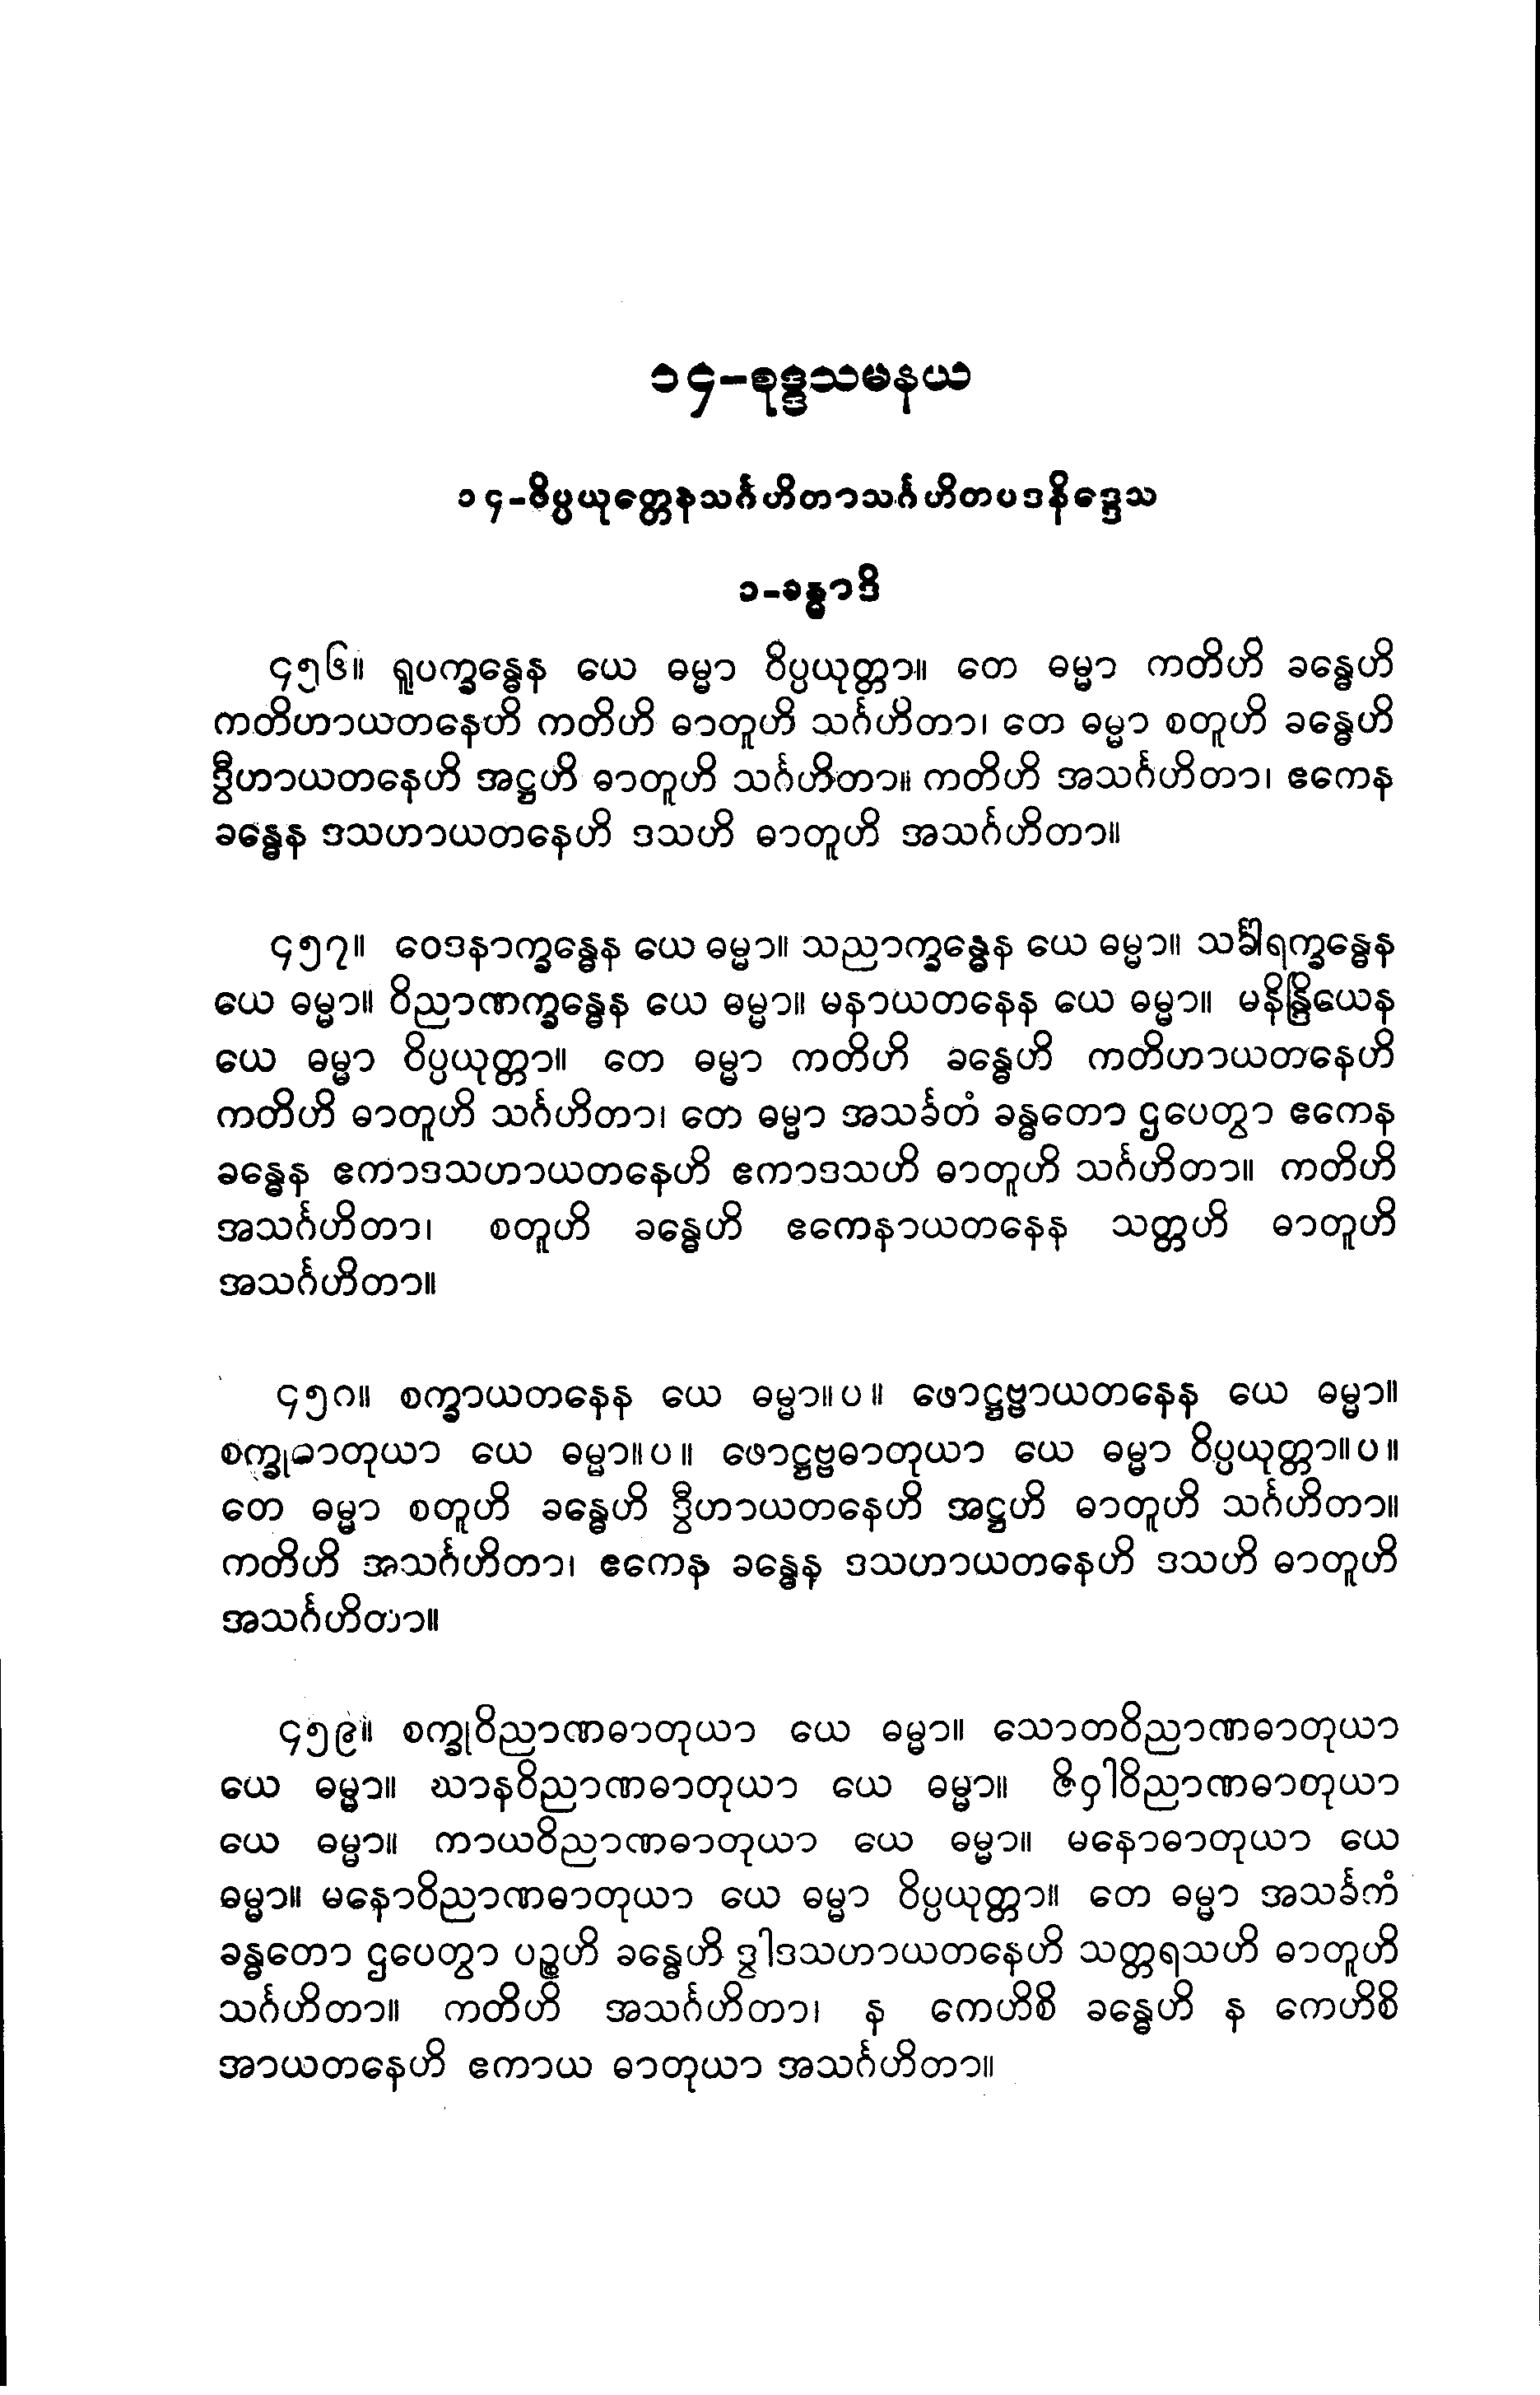 ၁၄-စုဒ္ဒသမနယ
၁၄-ဝိပ္ပယုတ္တေနသင်္ဂဟိတာသင်္ဂဟိတပဒနိဒ္ဒေသ
၁-ခန္ဓာဒိ
၄၅၆။ ရူပက္ခန္ဓေန ယေ ဓမ္မာ ဝိပ္ပယုတ္တာ။ တေ ဓမ္မာ ကတိဟိ ခန္ဓေဟိ
ကတိဟာယတနေဟိ ကတိဟိ ဓာတူဟိ သင်္ဂဟိတာ၊ တေ ဓမ္မာ စတူဟိ ခန္ဓေဟိ
ဒွီဟာယတနေဟိ အဋ္ဌဟိ ဓာတူဟိ သင်္ဂဟိတာ။ ကတိဟိ အသင်္ဂဟိတာ၊ ဧကေန
ခန္ဓေန ဒသဟာယတနေဟိ ဒသဟိ ဓာတူဟိ အသင်္ဂဟိတာ။
၄၅၇။ ဝေဒနာက္ခန္ဓေန ယေ ဓမ္မာ။ သညာက္ခန္ဓေန ယေ ဓမ္မာ။ သင်္ခါရက္ခန္ဓေန
ယေ ဓမ္မာ။ ဝိညာဏက္ခန္ဓေန ယေ ဓမ္မာ။ မနာယတနေန ယေ ဓမ္မာ။ မနိန္ဒြိယေန
ယေ ဓမ္မာ ဝိပ္ပယုတ္တာ။ တေ ဓမ္မာ ကတိဟိ ခန္ဓေဟိ ကတိဟာယတနေဟိ
ကတိဟိ ဓာတူဟိ သင်္ဂဟိတာ၊ တေ ဓမ္မာ အသင်္ခတံ ခန္ဓတော ဌပေတွာ ဧကေန
ခန္ဓေန ဧကာဒသဟာယတနေဟိ ဧကာဒသဟိ ဓာတူဟိ သင်္ဂဟိတာ။ ကတိဟိ
အသင်္ဂဟိတာ၊ စတူဟိ ခန္ဓေဟိ ဧကေနာယတနေန သတ္တဟိ ဓာတူဟိ
အသင်္ဂဟိတာ။
၄၅၈။ စက္ခာယတနေန ယေ ဓမ္မာ။ပ။ ဖောဋ္ဌဗ္ဗာယတနေန ယေ ဓမ္မာ။
စက္ခုဓာတုယာ ယေ ဓမ္မာ။ပ။ ဖောဋ္ဌဗ္ဗဓာတုယာ ယေ ဓမ္မာ ဝိပ္ပယုတ္တာ။ပ။
တေ ဓမ္မာ စတူဟိ ခန္ဓေဟိ ဒွီဟာယတနေဟိ အဋ္ဌဟိ ဓာတူဟိ သင်္ဂဟိတာ။
ကတိဟိ အသင်္ဂဟိတာ၊ ဧကေန ခန္ဓေန ဒသဟာယတနေဟိ ဒသဟိ ဓာတူဟိ
အသင်္ဂဟိတာ။
၄၅၉။ စက္ခုဝိညာဏဓာတုယာ ယေ ဓမ္မာ။ သောတဝိညာဏဓာတုယာ
ယေ ဓမ္မာ။ ဃာနဝိညာဏဓာတုယာ ယေ ဓမ္မာ။ ဇိဝှါဝိညာဏဓာတုယာ
ယေ ဓမ္မာ။ ကာယဝိညာဏဓာတုယာ ယေ ဓမ္မာ။ မနောဓာတုယာ ယေ
ဓမ္မာ။ မနောဝိညာဏဓာတုယာ ယေ ဓမ္မာ ဝိပ္ပယုတ္တာ။ တေ ဓမ္မာ အသင်္ခကံ
ခန္ဓတော ဌပေတွာ ပဉ္စဟိ ခန္ဓေဟိ ဒွါဒသဟာယတနေဟိ သတ္တရသဟိ ဓာတူဟိ
သင်္ဂဟိတာ။ ကတိဟိ အသင်္ဂဟိတာ၊ န ကေဟိစိ ခန္ဓေဟိ န ကေဟိစိ
အာယတနေဟိ ဧကာယ ဓာတုယာ အသင်္ဂဟိတာ။